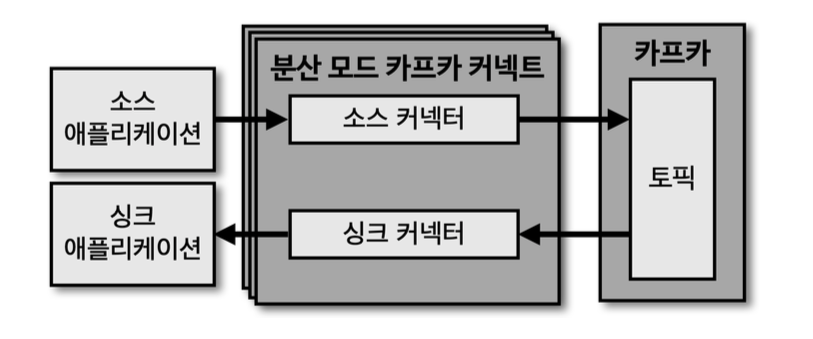 분산 모드 카프카 커넥트
카프카
소스
애플리케이션
소스 커넥터
토픽
싱크
애플리케이션
싱크 커넥터